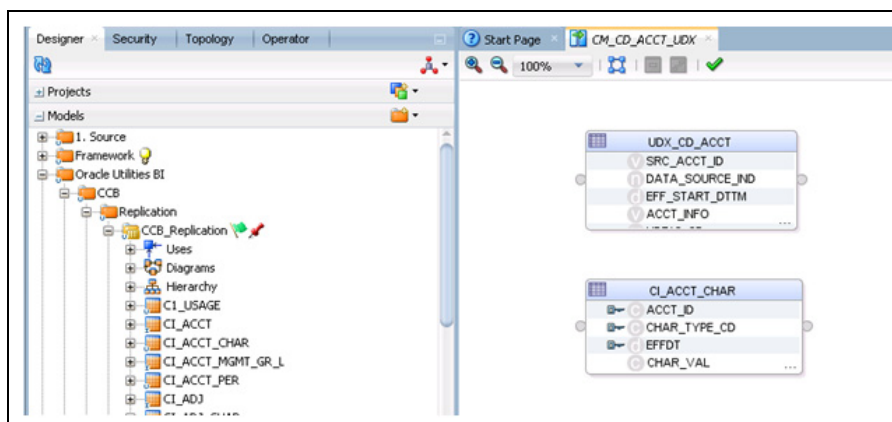 Designer
Security
Topology
Operator
Projects
Models
1. Source
Framework
Oracle Utilities BI
CCB
Replication
CCB_Replication
Uses
Diagrams
Hierarchy
C1_USAGE
CI_ACCT
CI_ACCT_CHAR
CI_ACCT_MGMT_GR_L
CI_ACCT_PER
CI_ADJ
Start Page
CM_CD_ACCT_UDX
100%
UDX_CD_ACCT
SRC_ACCT_ID
DATA_SOURCE_IND
EFF_START_DTTM
ACCT_INFO
...
CI_ACCT_CHAR
ACCT_ID
CHAR_TYPE_CD
EFFDT
CHAR_VAL
...